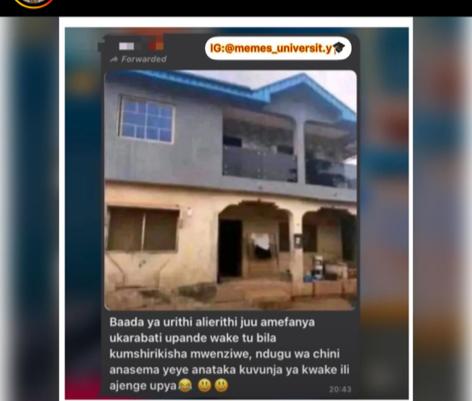 IG:@memes_universit.y🎓
Forwarded
Baada ya urithi alierithi juu amefanya
ukarabati upande wake tu bila
kumshirikisha mwenziwe, ndugu wa chini
anasema yeye anataka kuvunja ya kwake ili
ajenge upya😂 😃 😃
20:43